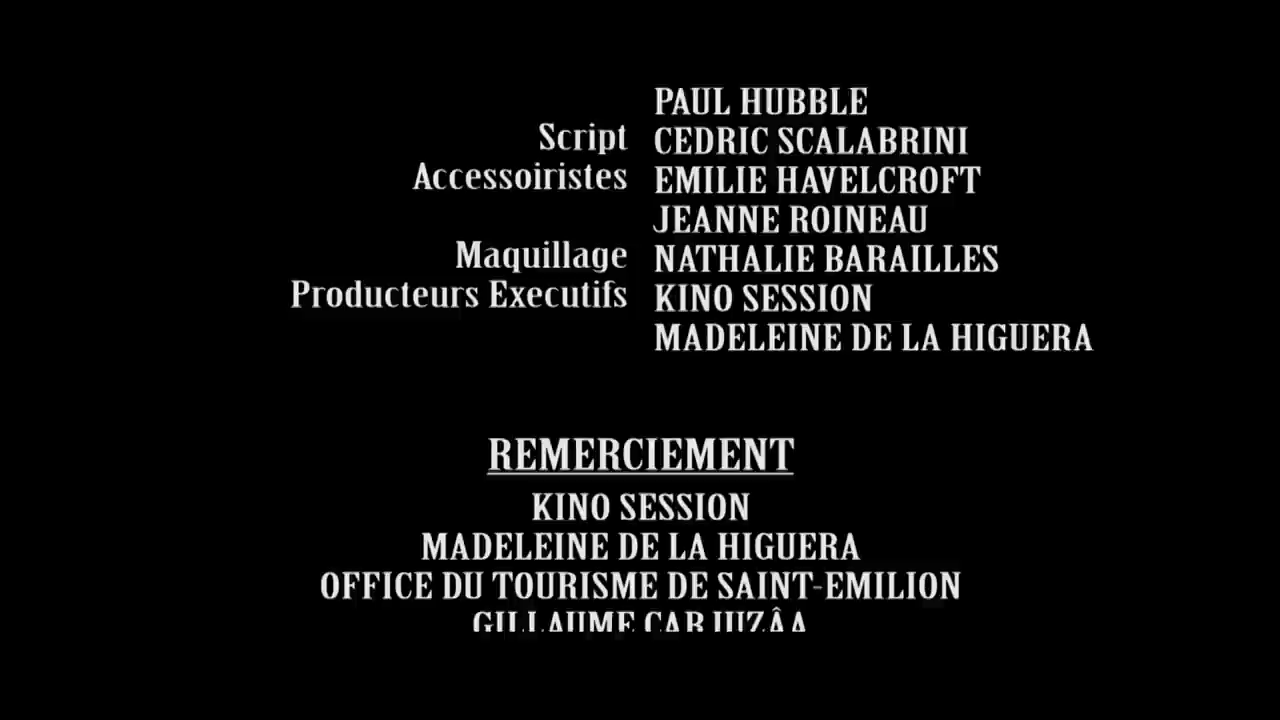 PAUL HUBBLE
Script CEDRIC SCALABRINI
Accessoiristes EMILIE HAVELCROFT
JEANNE ROINEAU
Maquillage NATHALIE BARAILLES
Producteurs Executifs KINO SESSION
MADELEINE DE LA HIGUERA
REMERCIEMENT
KINO SESSION
MADELEINE DE LA HIGUERA
OFFICE DU TOURISME DE SAINT-EMILION
GILLAUME